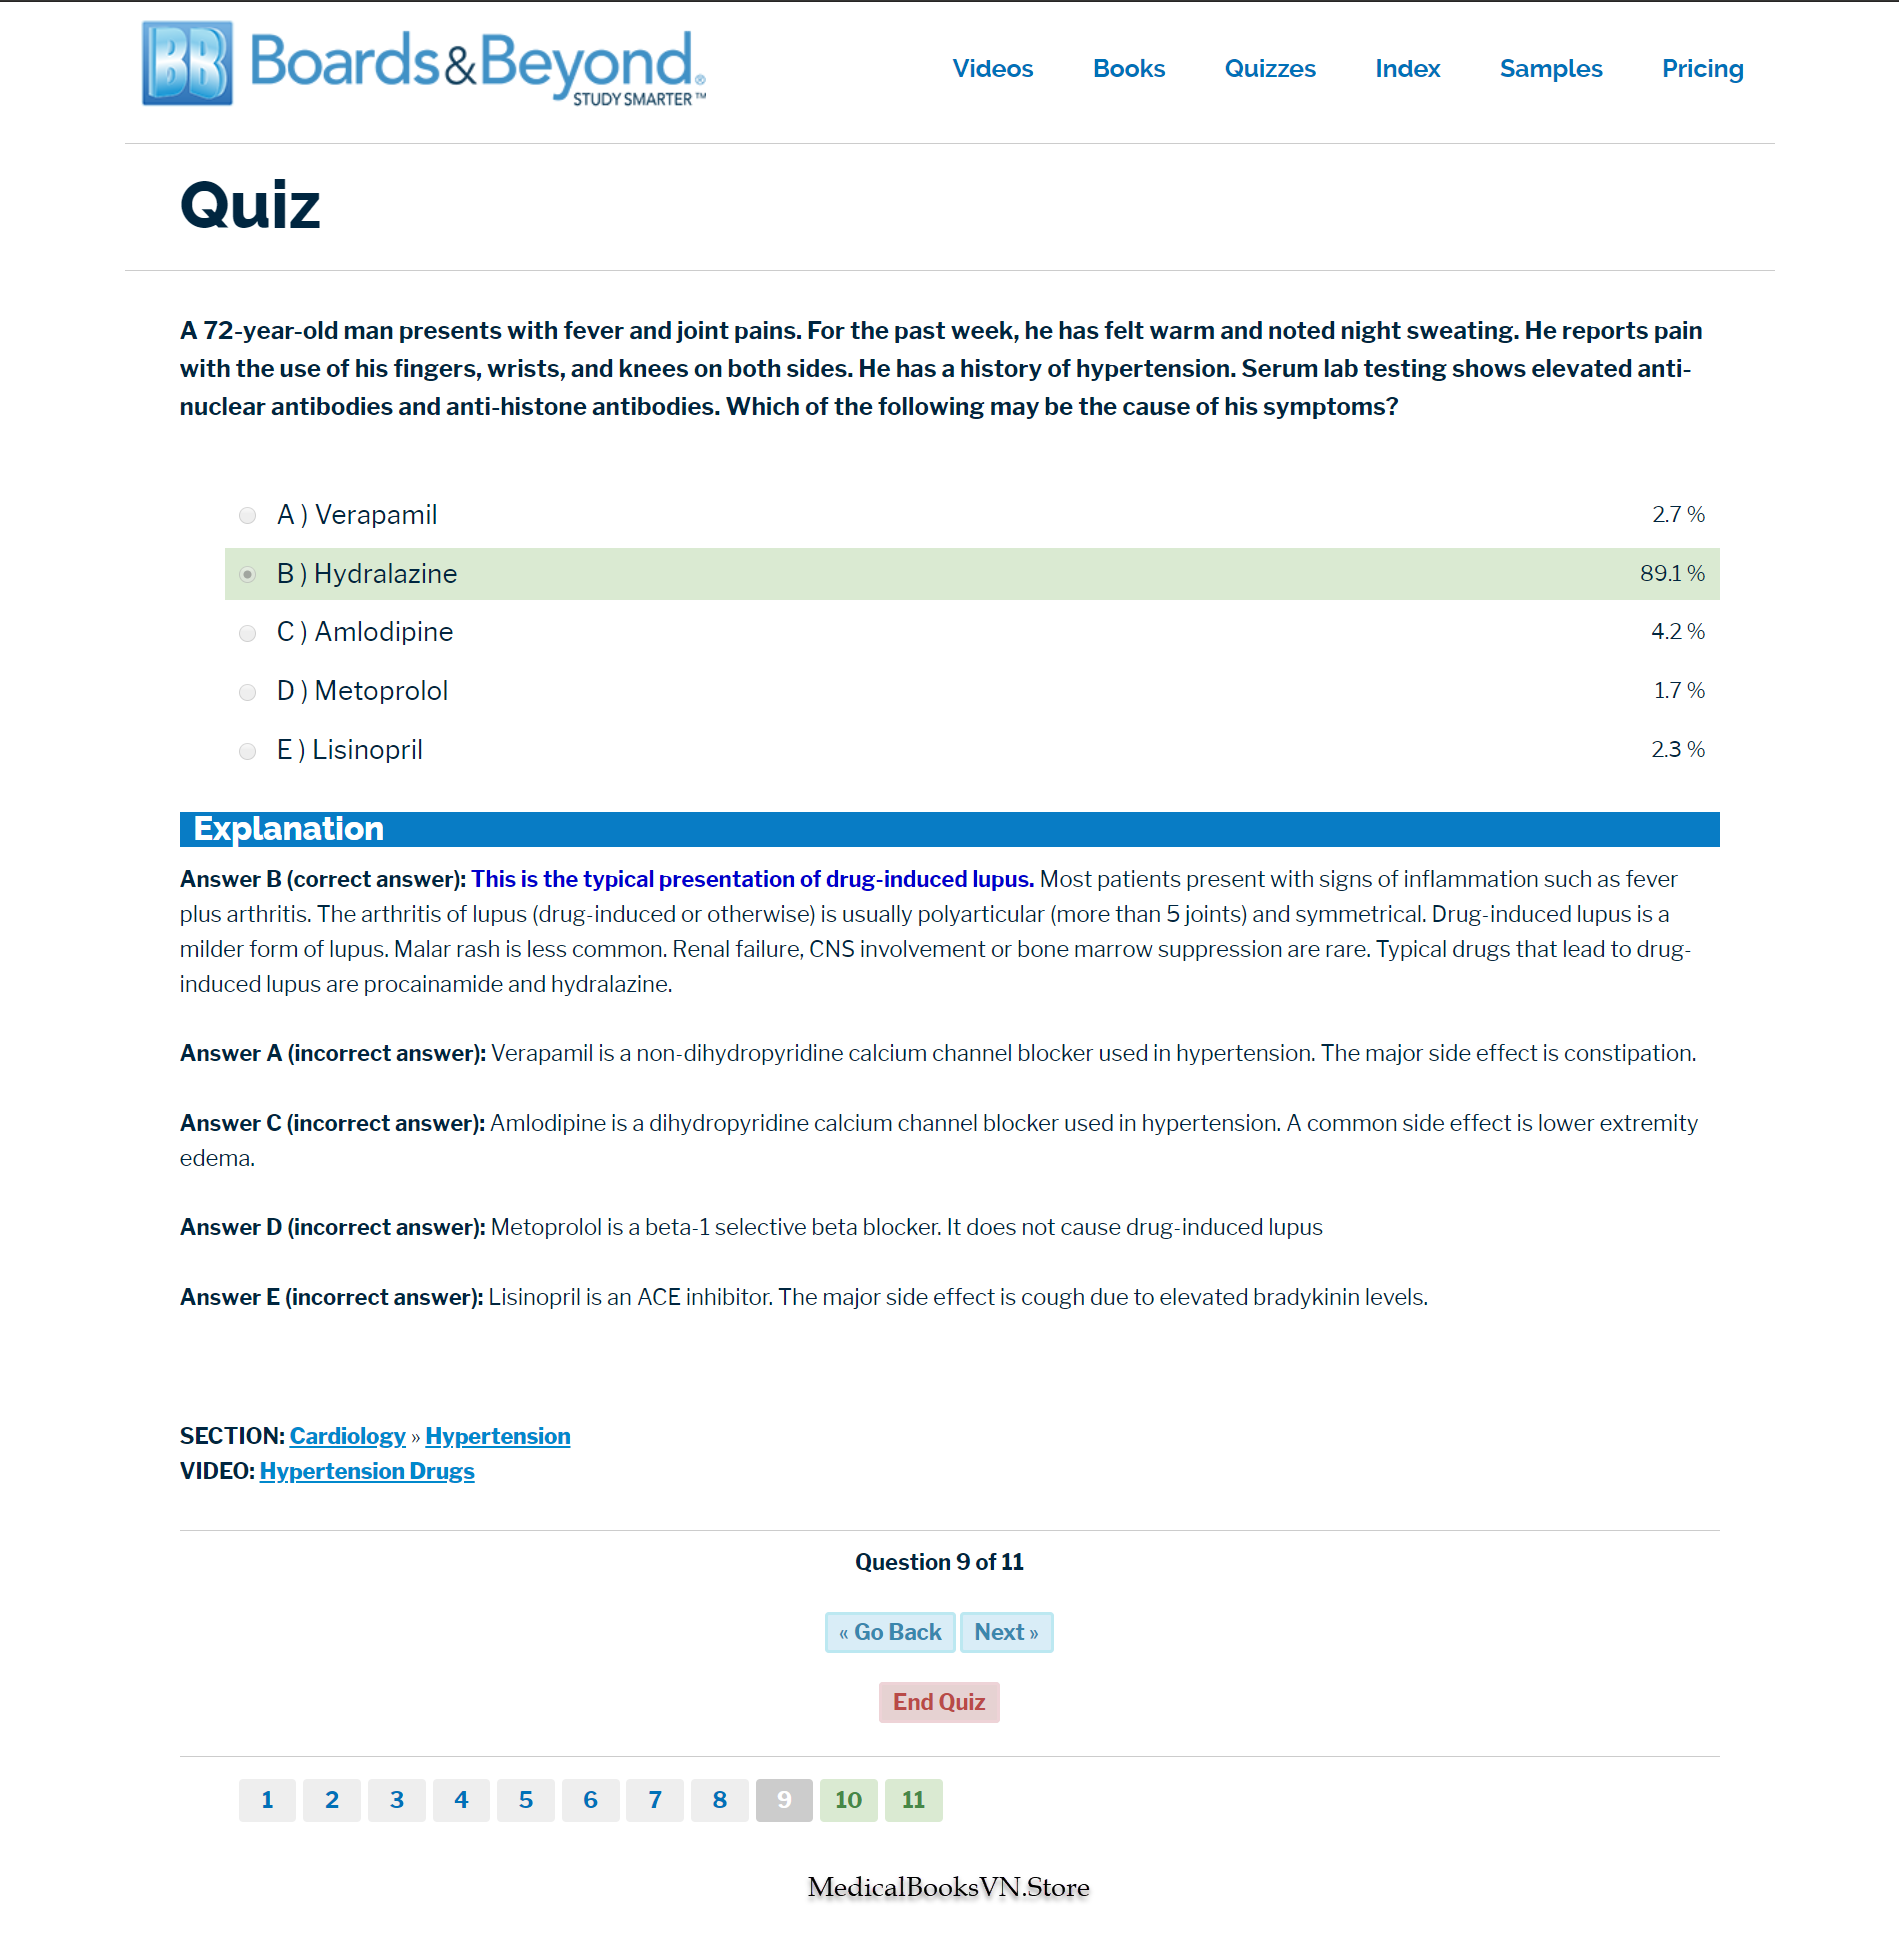 BB Boards&Beyond®
STUDY SMARTER™
Videos Books Quizzes Index Samples Pricing
Quiz
A 72-year-old man presents with fever and joint pains. For the past week, he has felt warm and noted night sweating. He reports pain
with the use of his fingers, wrists, and knees on both sides. He has a history of hypertension. Serum lab testing shows elevated anti-
nuclear antibodies and anti-histone antibodies. Which of the following may be the cause of his symptoms?
A ) Verapamil 2.7 %
B ) Hydralazine 89.1 %
C ) Amlodipine 4.2 %
D ) Metoprolol 1.7 %
E ) Lisinopril 2.3 %
Explanation
Answer B (correct answer): This is the typical presentation of drug-induced lupus. Most patients present with signs of inflammation such as fever
plus arthritis. The arthritis of lupus (drug-induced or otherwise) is usually polyarticular (more than 5 joints) and symmetrical. Drug-induced lupus is a
milder form of lupus. Malar rash is less common. Renal failure, CNS involvement or bone marrow suppression are rare. Typical drugs that lead to drug-
induced lupus are procainamide and hydralazine.
Answer A (incorrect answer): Verapamil is a non-dihydropyridine calcium channel blocker used in hypertension. The major side effect is constipation.
Answer C (incorrect answer): Amlodipine is a dihydropyridine calcium channel blocker used in hypertension. A common side effect is lower extremity
edema.
Answer D (incorrect answer): Metoprolol is a beta-1 selective beta blocker. It does not cause drug-induced lupus
Answer E (incorrect answer): Lisinopril is an ACE inhibitor. The major side effect is cough due to elevated bradykinin levels.
SECTION: Cardiology » Hypertension
VIDEO: Hypertension Drugs
Question 9 of 11
« Go Back Next »
End Quiz
1 2 3 4 5 6 7 8 9 10 11
MedicalBooksVN.Store